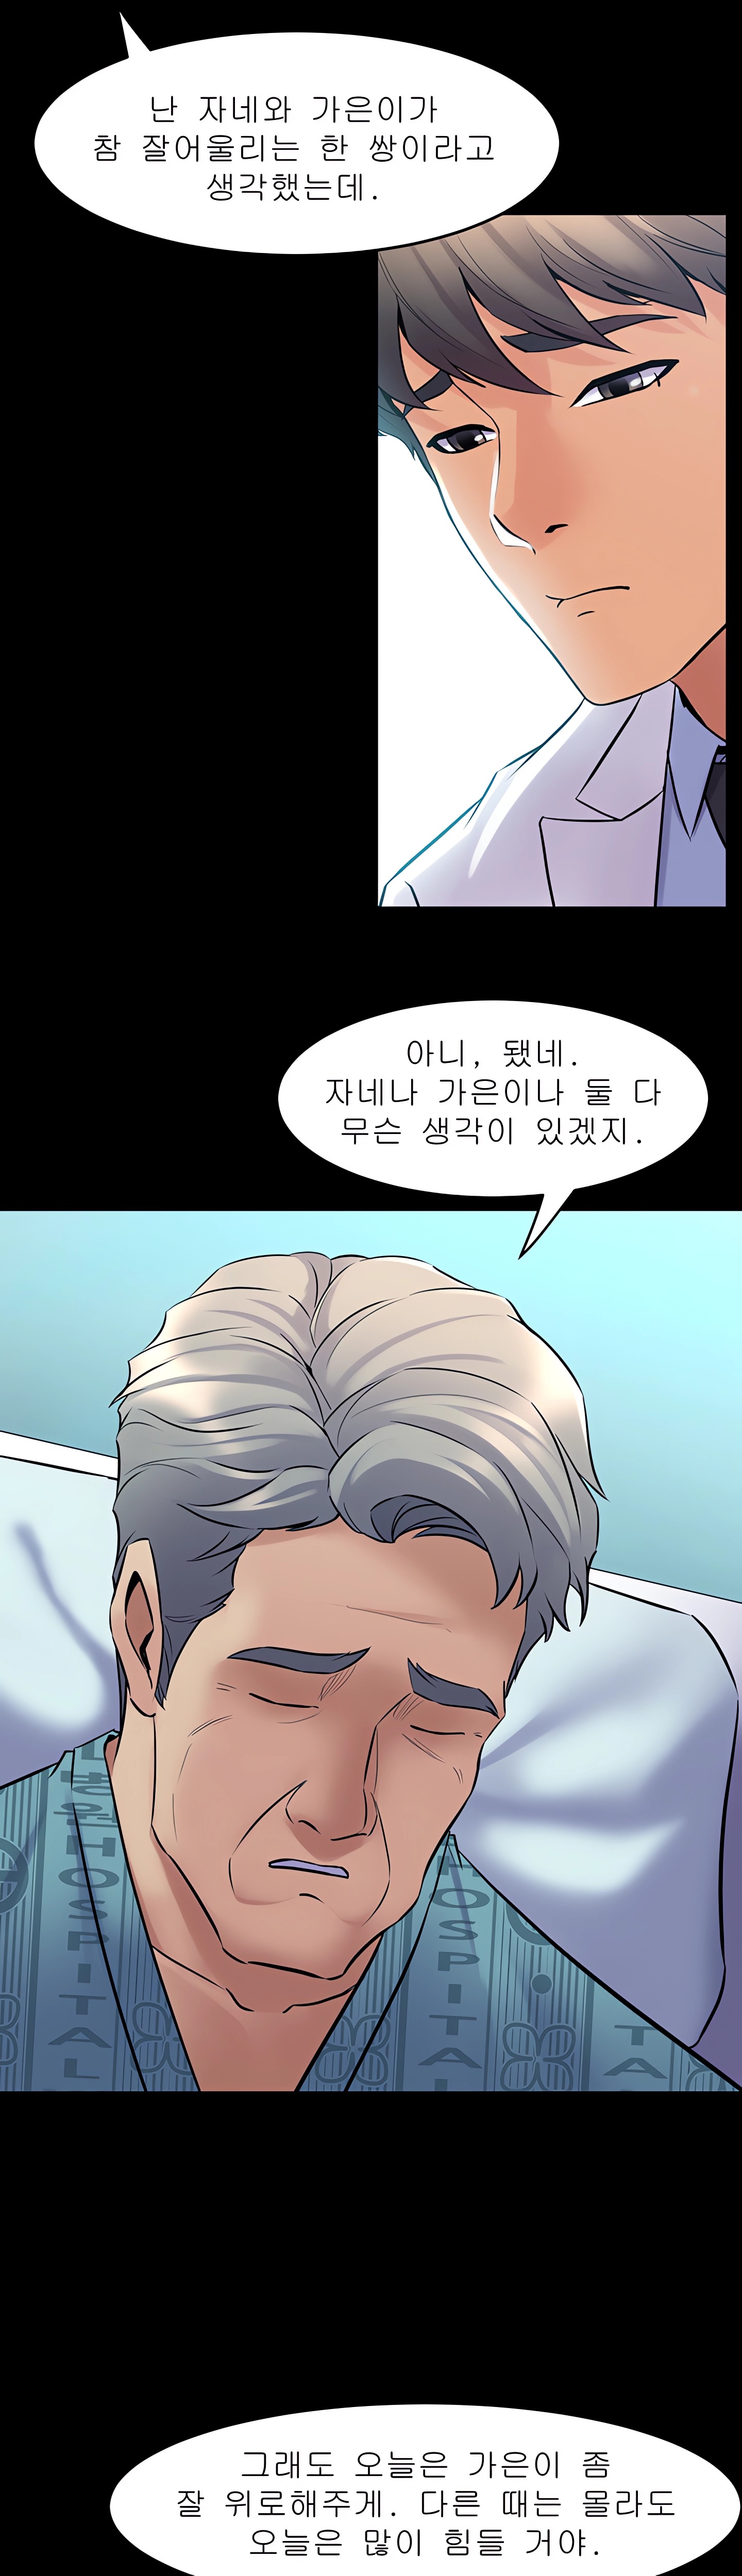 난 자네와 가은이가
참 잘어울리는 한 쌍이라고
생각했는데.
아니, 됐네.
자네나 가은이나 둘 다
무슨 생각이 있겠지.
병원 HOSPITAL
HOSPITAL
TA
그래도 오늘은 가은이 좀
잘 위로해주게. 다른 때는 몰라도
오늘은 많이 힘들 거야.